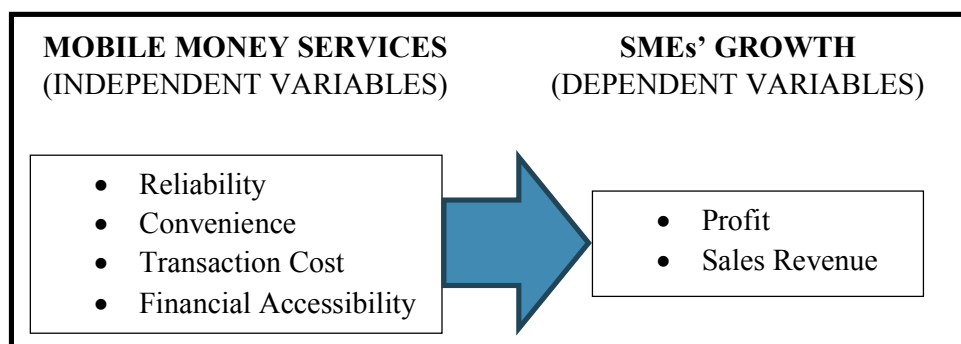 MOBILE MONEY SERVICES
(INDEPENDENT VARIABLES)
SMEs’ GROWTH
(DEPENDENT VARIABLES)
• Reliability
• Convenience
• Transaction Cost
• Financial Accessibility
• Profit
• Sales Revenue